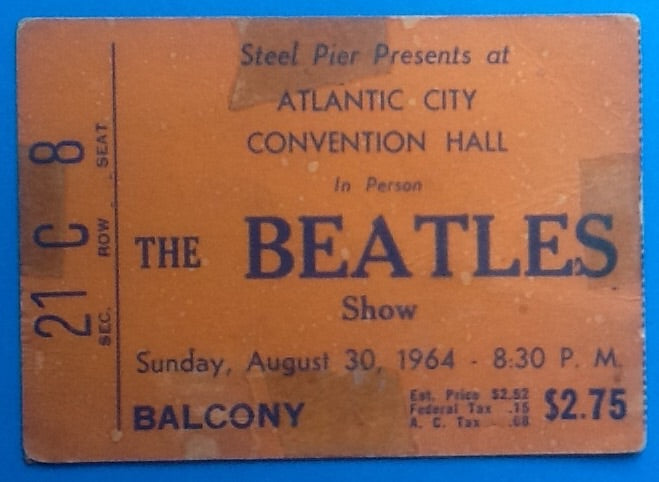 Steel Pier Presents at
ATLANTIC CITY
CONVENTION HALL
In Person
THE BEATLES
Show
Sunday, August 30, 1964 - 8:30 P. M.
BALCONY
Est. Price $2.52
Federal Tax .15
A. C. Tax .08
$2.75
21 C 8
SEC. ROW SEAT